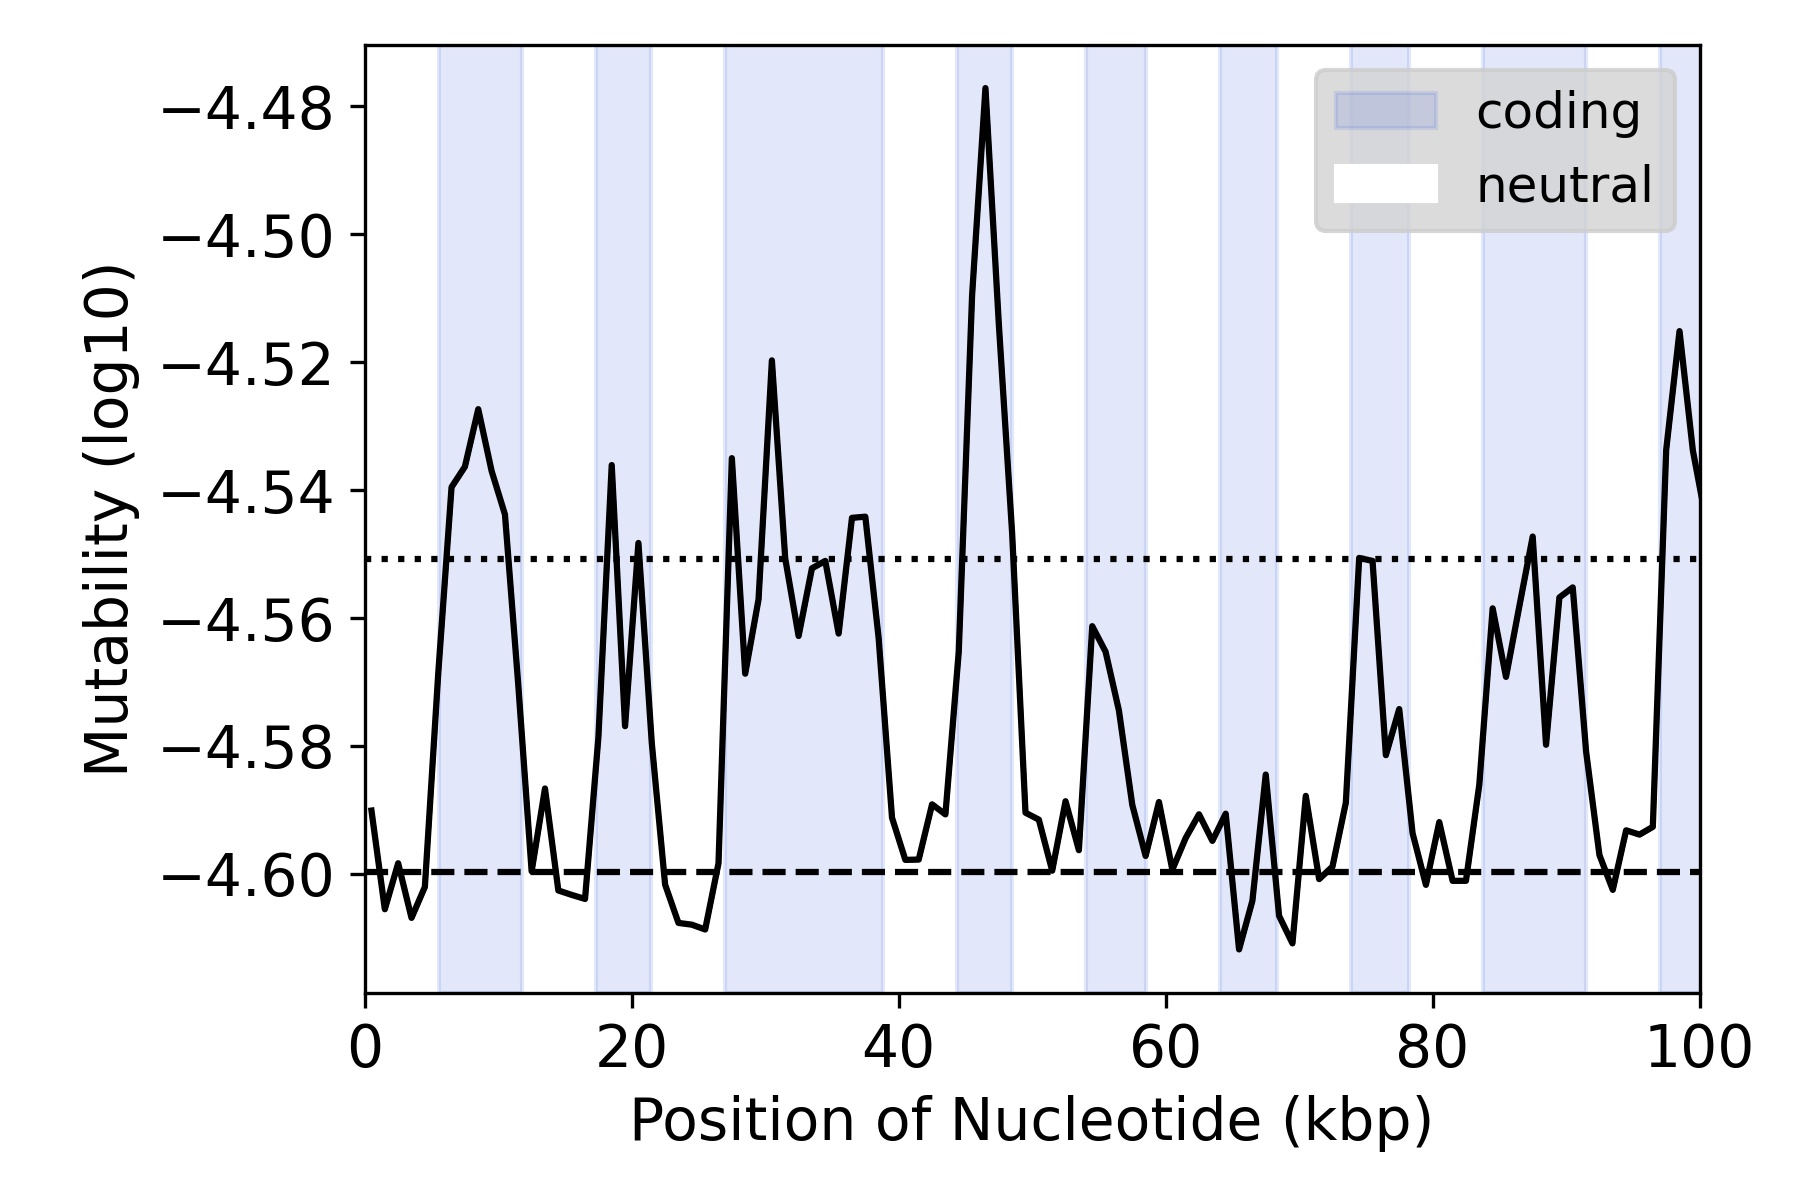 Mutability (log10)
−4.48
−4.50
−4.52
−4.54
−4.56
−4.58
−4.60
coding
neutral
0 20 40 60 80 100
Position of Nucleotide (kbp)